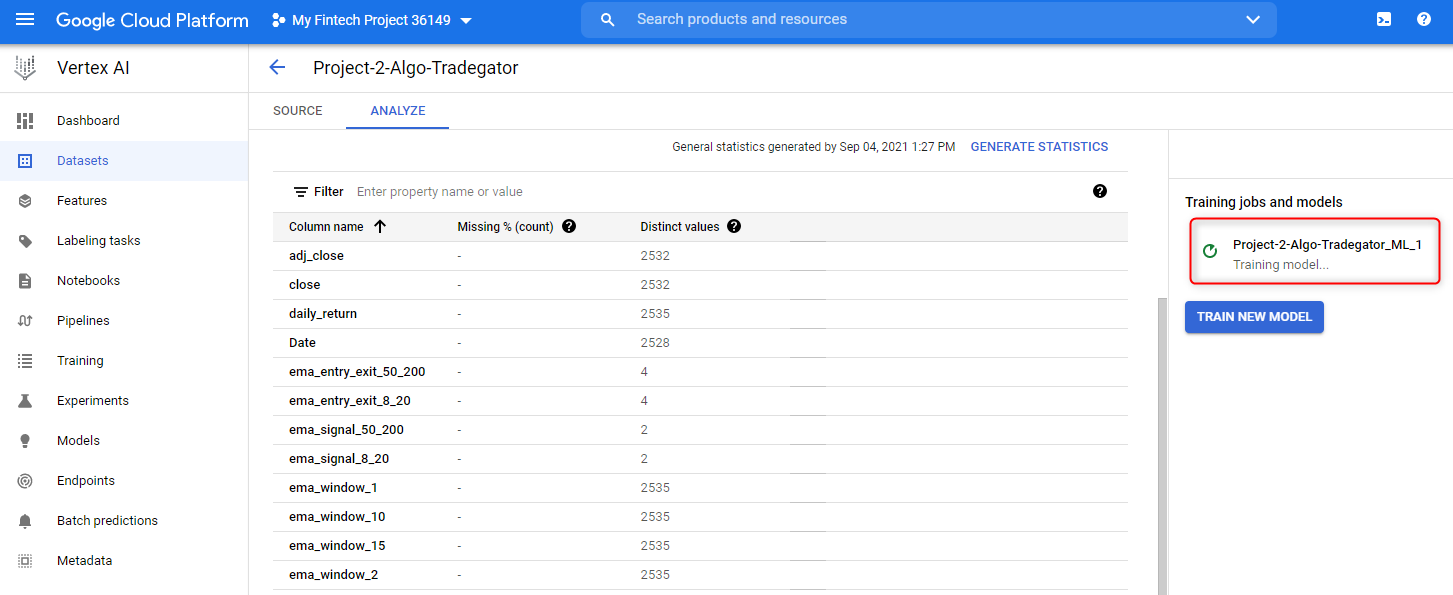 Google Cloud Platform
My Fintech Project 36149
Search products and resources
Vertex AI
Project-2-Algo-Tradegator
SOURCE
ANALYZE
Dashboard
Datasets
Features
Labeling tasks
Notebooks
Pipelines
Training
Experiments
Models
Endpoints
Batch predictions
Metadata
General statistics generated by Sep 04, 2021 1:27 PM GENERATE STATISTICS
Filter Enter property name or value
Column name Missing % (count) Distinct values
adj_close - 2532
close - 2532
daily_return - 2535
Date - 2528
ema_entry_exit_50_200 - 4
ema_entry_exit_8_20 - 4
ema_signal_50_200 - 2
ema_signal_8_20 - 2
ema_window_1 - 2535
ema_window_10 - 2535
ema_window_15 - 2535
ema_window_2 - 2535
Training jobs and models
Project-2-Algo-Tradegator_ML_1
Training model...
TRAIN NEW MODEL